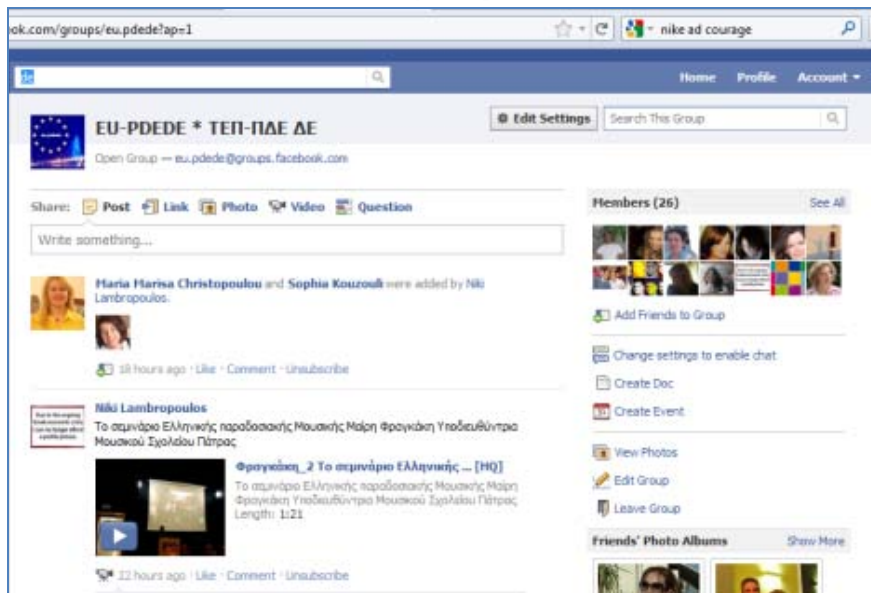 ok.com/groups/eu.pdede?ap=1
nike ad courage
de
Home Profile Account
EU-PDEDE * ΤΕΠ-ΠΔΕ ΔΕ
Edit Settings
Search This Group
Open Group — eu.pdede@groups.facebook.com
Share: Post Link Photo Video Question
Write something...
Members (26) See All
Maria Marisa Christopoulou and Sophia Kouzouli were added by Niki
Lambropoulos.
18 hours ago · Like · Comment · Unsubscribe
Add Friends to Group
Change settings to enable chat
Create Doc
Create Event
View Photos
Edit Group
Leave Group
Niki Lambropoulos
Το σεμινάριο Ελληνικής παραδοσιακής Μουσικής Μαίρη Φραγκάκη Υποδιευθύντρια
Μουσικού Σχολείου Πάτρας
Φραγκάκη_2 Το σεμινάριο Ελληνικής ... [HQ]
Το σεμινάριο Ελληνικής παραδοσιακής Μουσικής Μαίρη
Φραγκάκη Υποδιευθύντρια Μουσικού Σχολείου Πάτρας
Length: 1:21
22 hours ago · Like · Comment · Unsubscribe
Friends' Photo Albums Show More